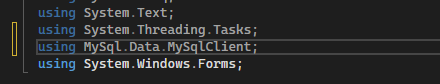 using System.Text;
using System.Threading.Tasks;
using MySql.Data.MySqlClient;
using System.Windows.Forms;